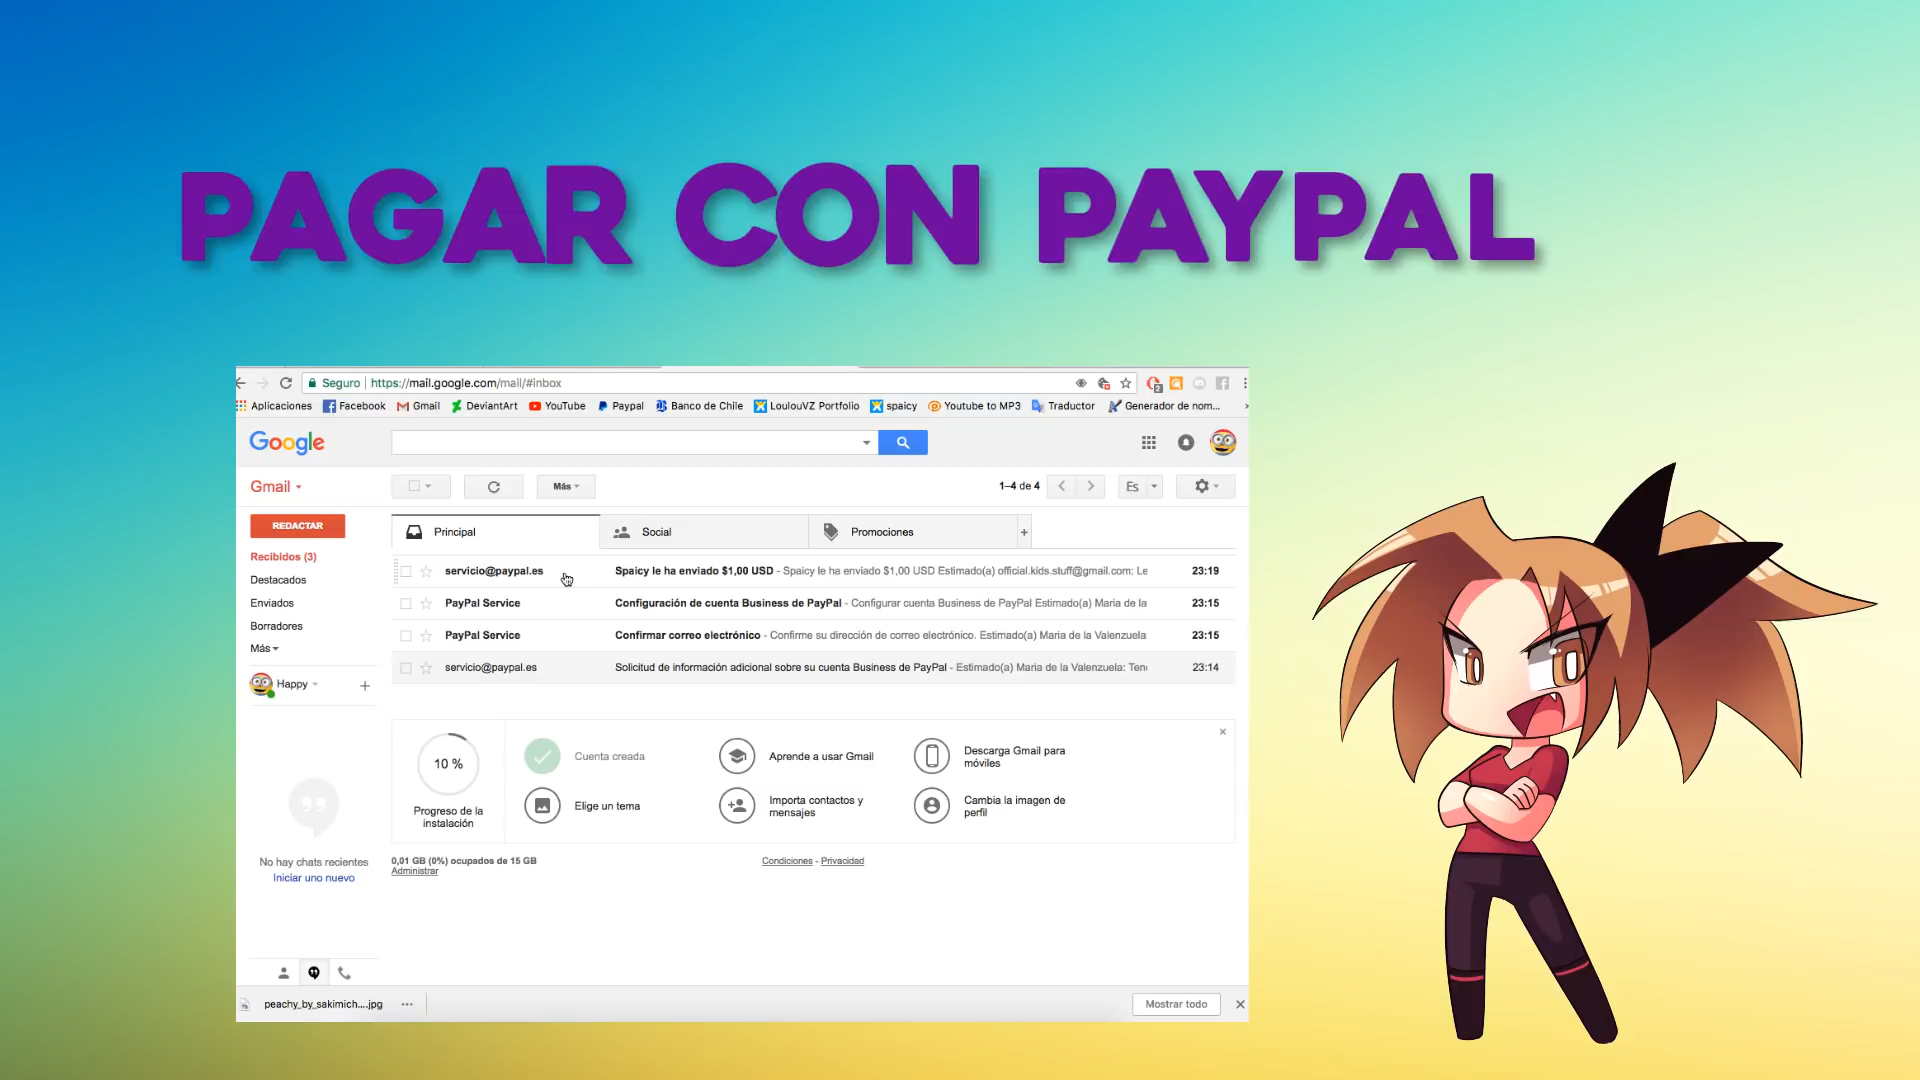 PAGAR CON PAYPAL
Seguro https://mail.google.com/mail/#inbox
Aplicaciones Facebook Gmail DeviantArt YouTube Paypal Banco de Chile LoulouVZ Portfolio spaicy Youtube to MP3 Traductor Generador de nom...
Google
Gmail Más 1–4 de 4 Es
REDACTAR
Principal Social Promociones
Recibidos (3)
Destacados
Enviados
Borradores
Más
Happy
servicio@paypal.es Spaicy le ha enviado $1,00 USD - Spaicy le ha enviado $1,00 USD Estimado(a) official.kids.stuff@gmail.com: Le 23:19
PayPal Service Configuración de cuenta Business de PayPal - Configurar cuenta Business de PayPal Estimado(a) Maria de la 23:15
PayPal Service Confirmar correo electrónico - Confirme su dirección de correo electrónico. Estimado(a) Maria de la Valenzuela 23:15
servicio@paypal.es Solicitud de información adicional sobre su cuenta Business de PayPal - Estimado(a) Maria de la Valenzuela: Ten 23:14
10 %
Progreso de la
instalación
Cuenta creada
Aprende a usar Gmail
Descarga Gmail para
móviles
Elige un tema
Importa contactos y
mensajes
Cambia la imagen de
perfil
0,01 GB (0%) ocupados de 15 GB
Administrar
Condiciones - Privacidad
No hay chats recientes
Iniciar uno nuevo
peachy_by_sakimich....jpg
Mostrar todo